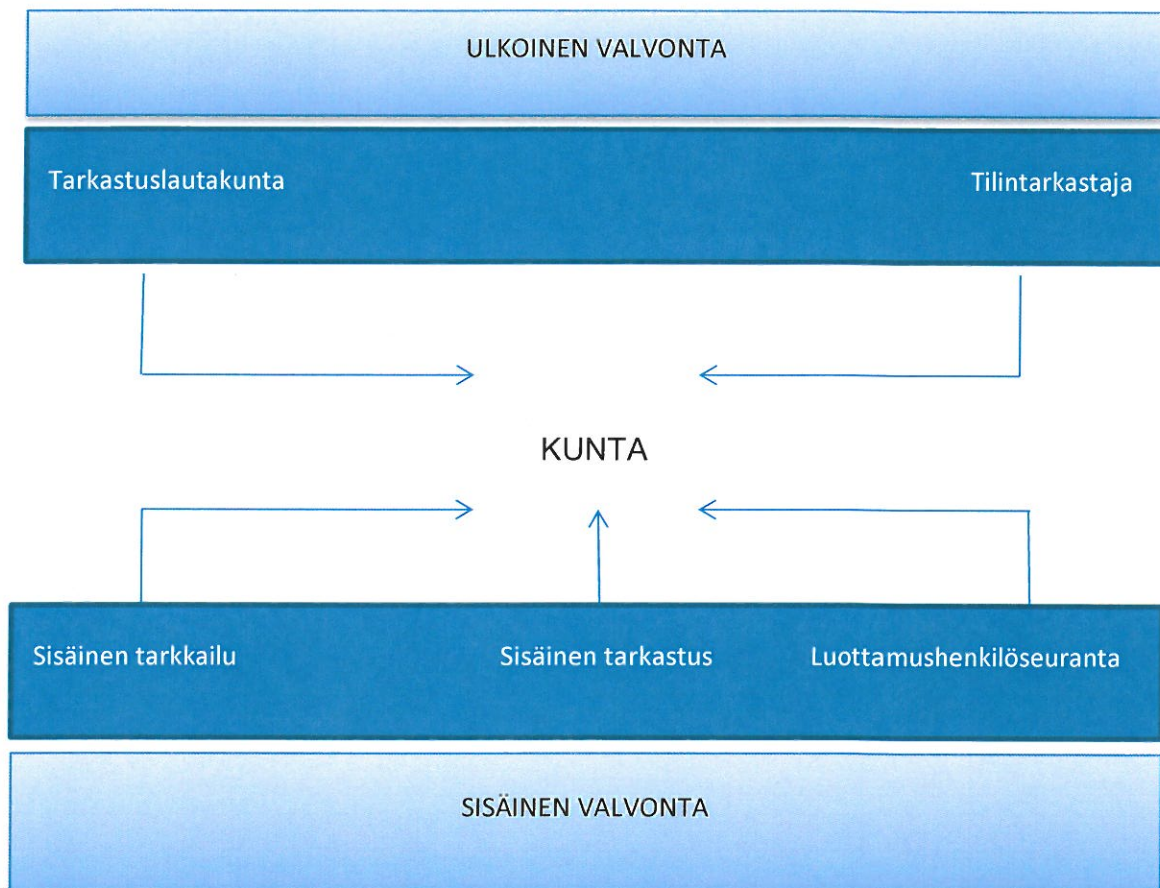 ULKOINEN VALVONTA
Tarkastuslautakunta
Tilintarkastaja
KUNTA
Sisäinen tarkkailu
Sisäinen tarkastus
Luottamushenkilöseuranta
SISÄINEN VALVONTA